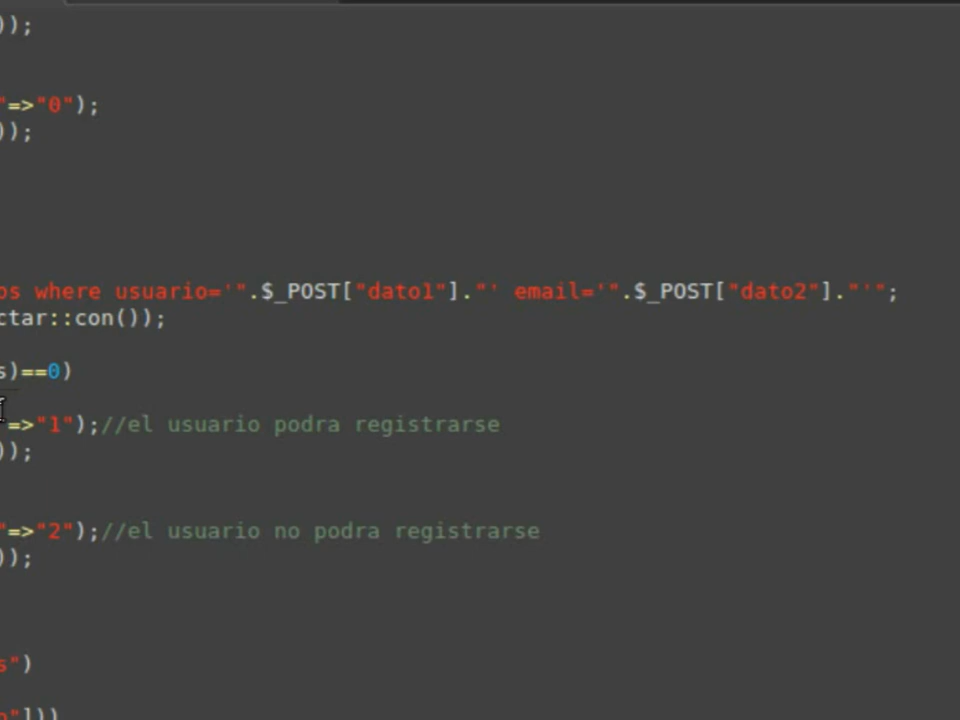 ));
"=>"0");
));
os where usuario='".$_POST["dato1"]."' email='".$_POST["dato2"]."'";
ctar::con());
s)==0)
=>"1");//el usuario podra registrarse
));
"=>"2");//el usuario no podra registrarse
));
s")
o"]))